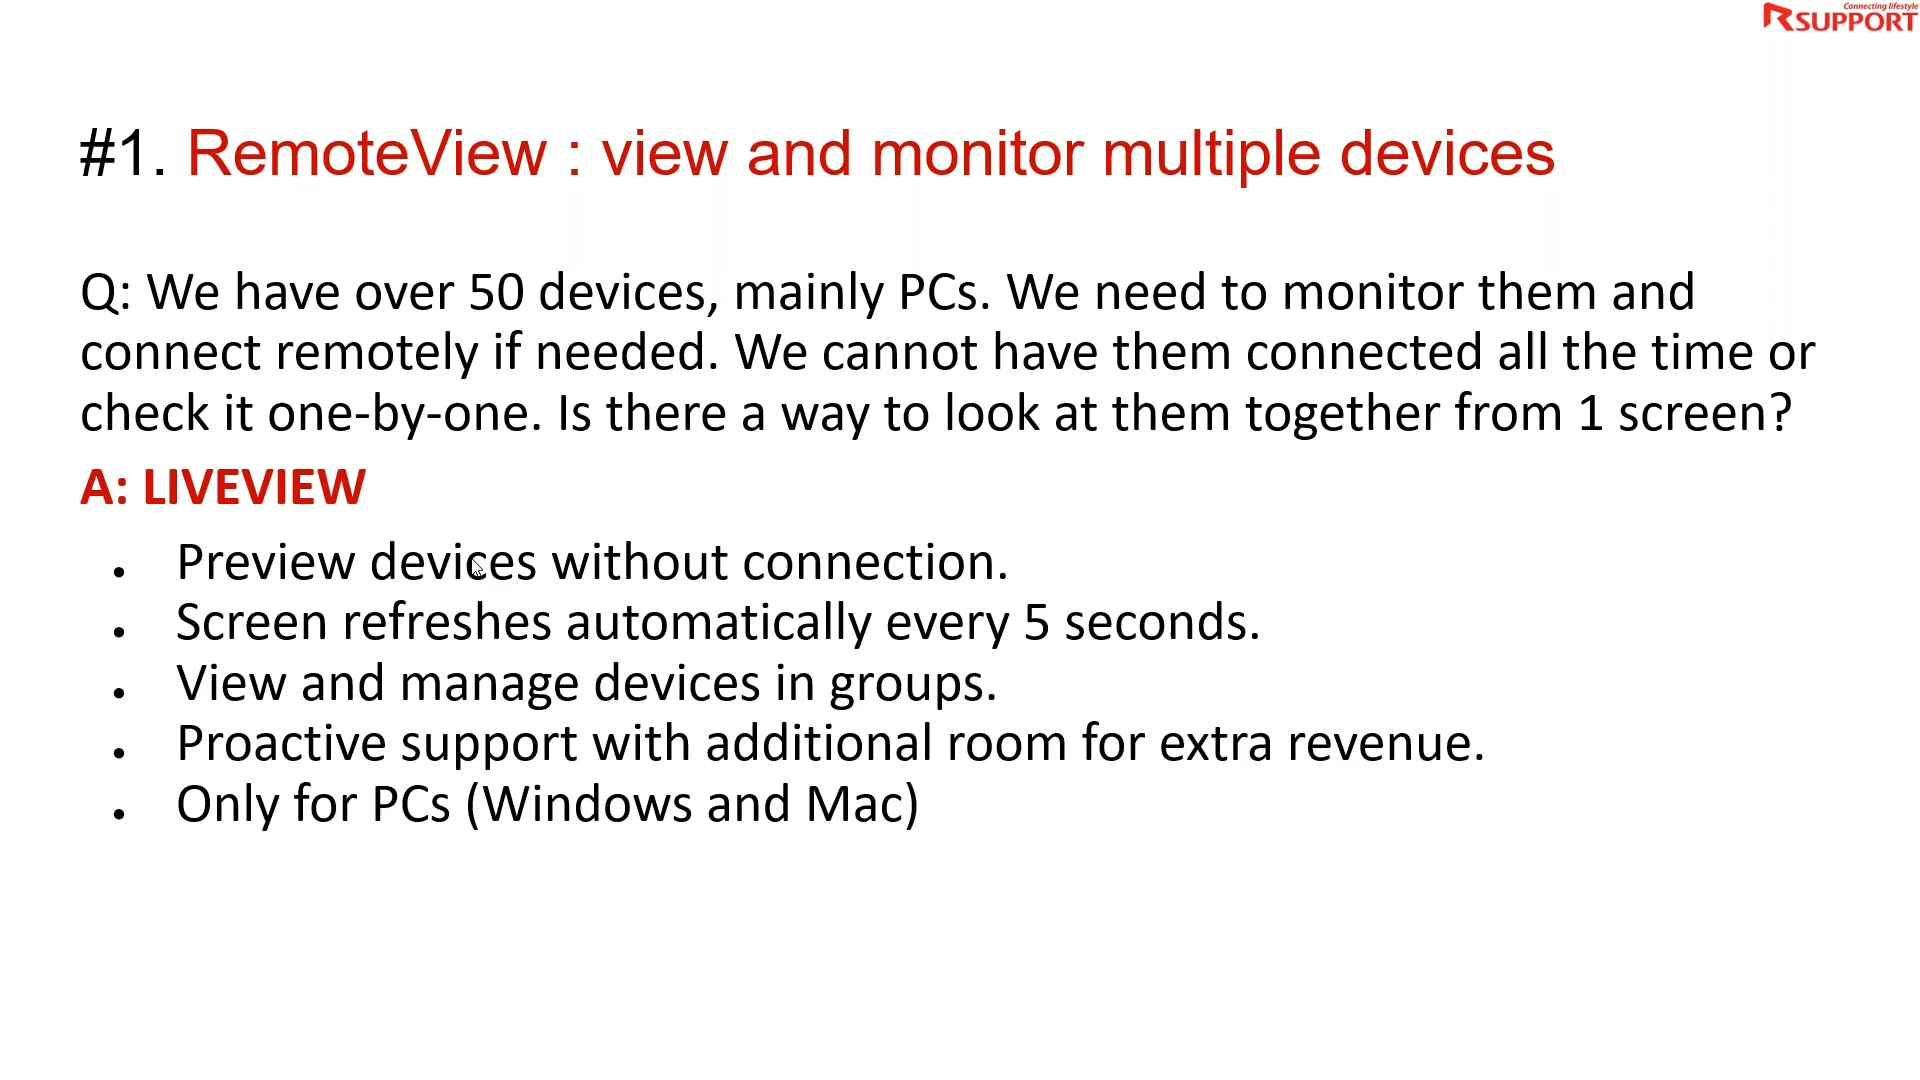 Connecting lifestyle
RSUPPORT
#1. RemoteView : view and monitor multiple devices
Q: We have over 50 devices, mainly PCs. We need to monitor them and
connect remotely if needed. We cannot have them connected all the time or
check it one-by-one. Is there a way to look at them together from 1 screen?
A: LIVEVIEW
• Preview devices without connection.
• Screen refreshes automatically every 5 seconds.
• View and manage devices in groups.
• Proactive support with additional room for extra revenue.
• Only for PCs (Windows and Mac)